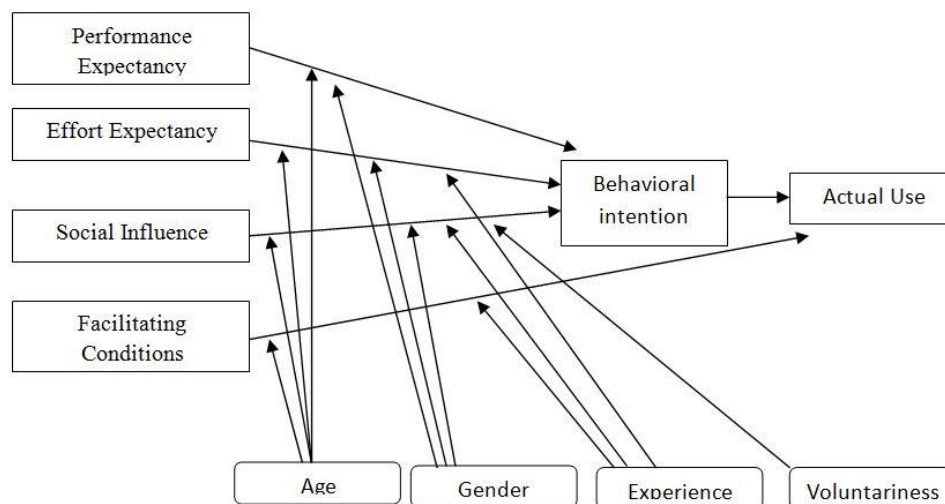 Performance
Expectancy
Effort Expectancy
Social Influence
Facilitating
Conditions
Behavioral
intention
Actual Use
Age
Gender
Experience
Voluntariness